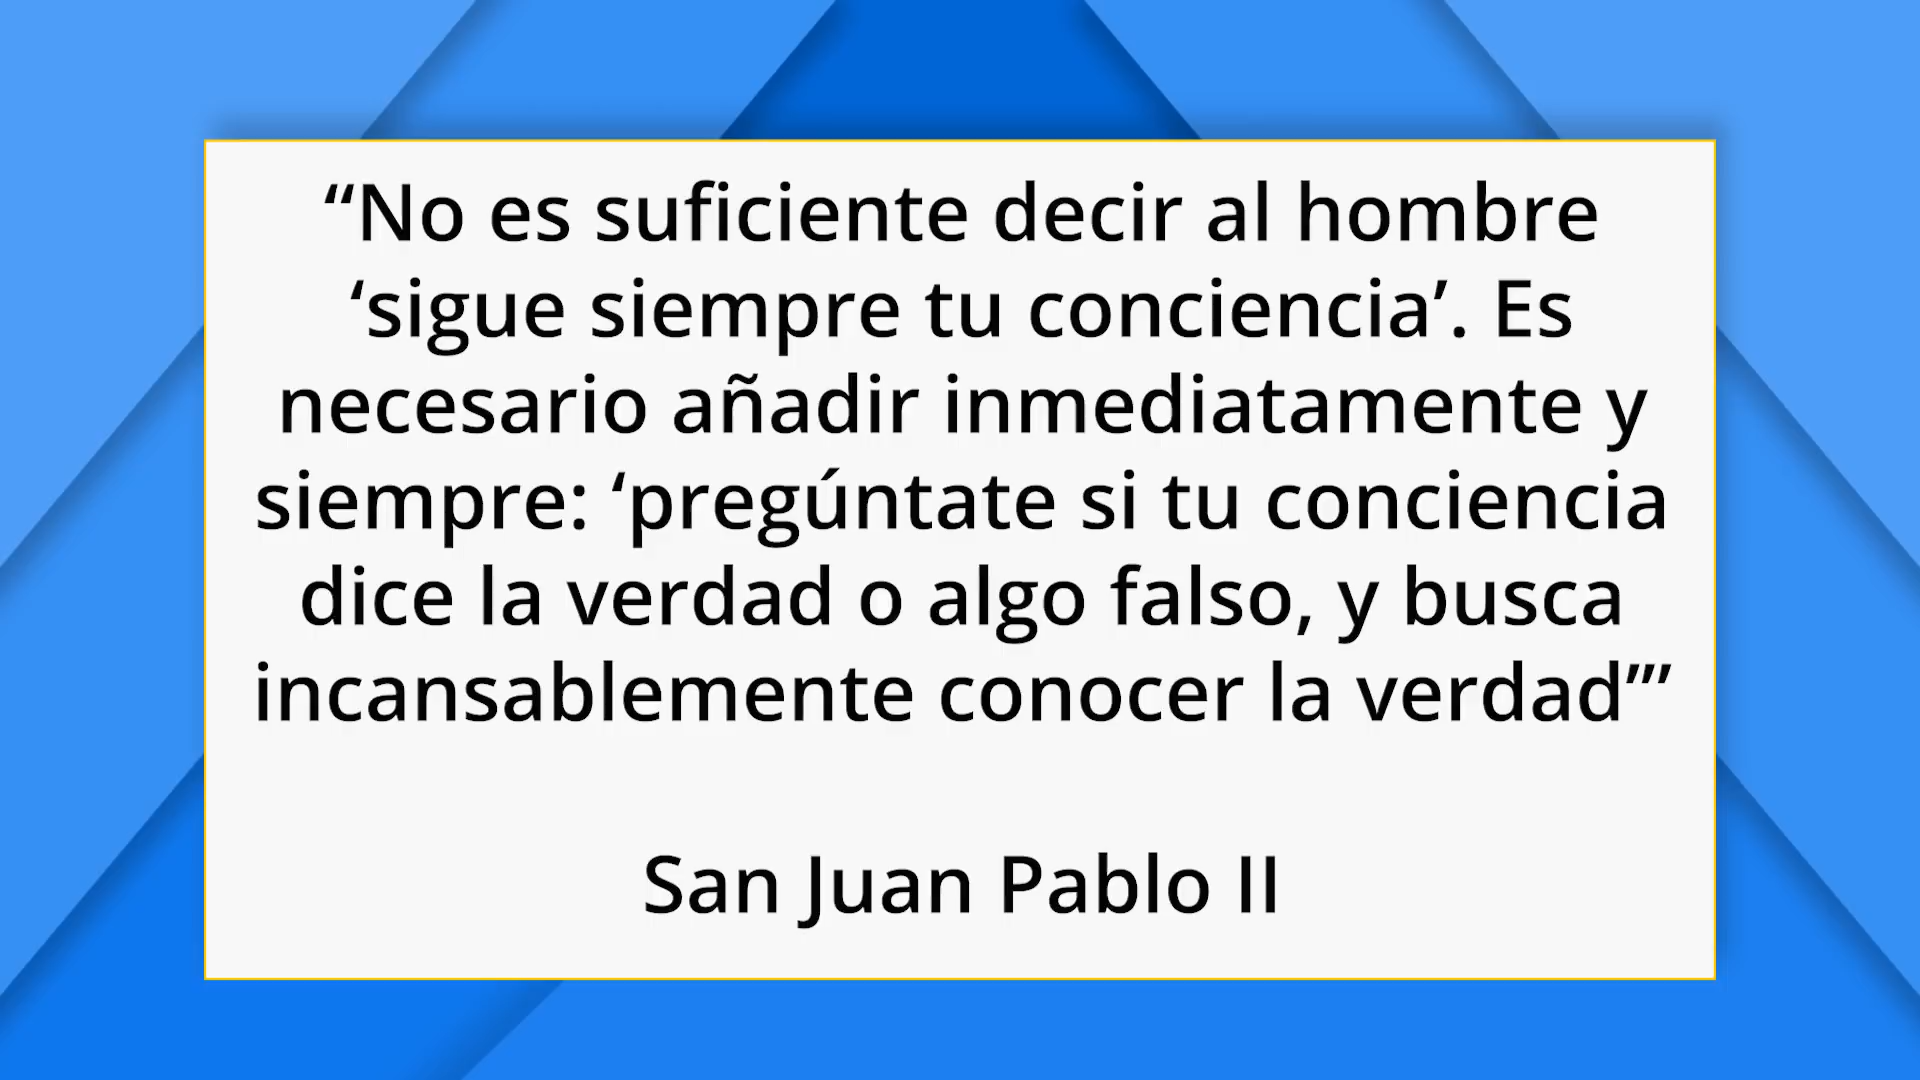 “No es suficiente decir al hombre
‘sigue siempre tu conciencia’. Es
necesario añadir inmediatamente y
siempre: ‘pregúntate si tu conciencia
dice la verdad o algo falso, y busca
incansablemente conocer la verdad”’
San Juan Pablo II